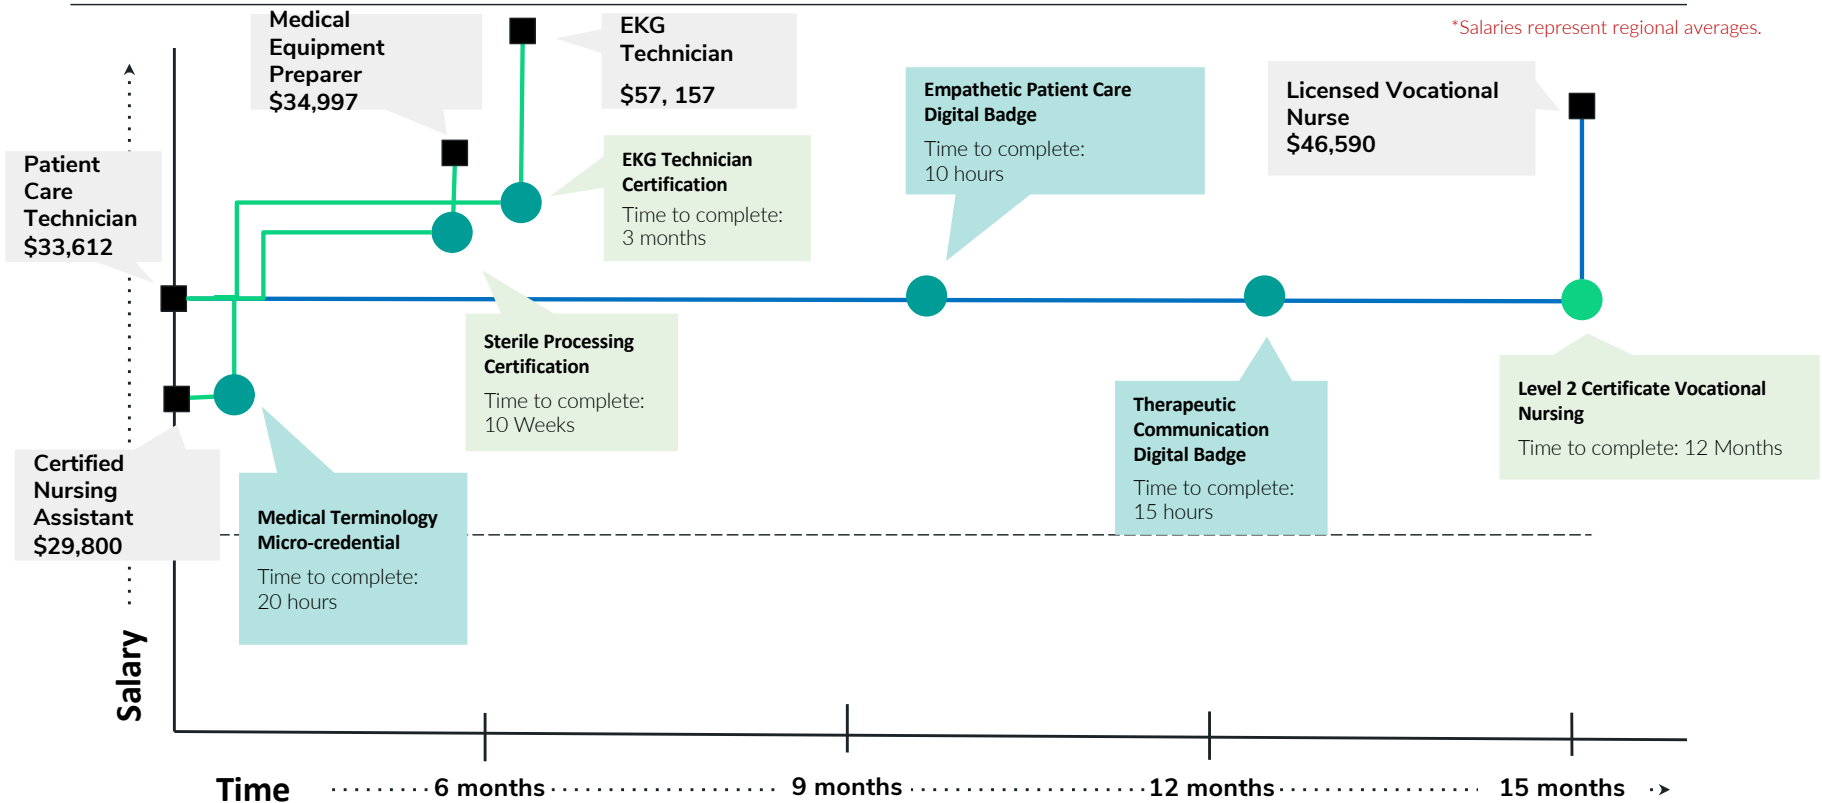 *Salaries represent regional averages.
Medical
Equipment
Preparer
$34,997
EKG
Technician
$57, 157
Empathetic Patient Care
Digital Badge
Time to complete:
10 hours
Licensed Vocational
Nurse
$46,590
Patient
Care
Technician
$33,612
EKG Technician
Certification
Time to complete:
3 months
Sterile Processing
Certification
Time to complete:
10 Weeks
Therapeutic
Communication
Digital Badge
Time to complete:
15 hours
Level 2 Certificate Vocational
Nursing
Time to complete: 12 Months
Certified
Nursing
Assistant
$29,800
Medical Terminology
Micro-credential
Time to complete:
20 hours
Salary
Time
6 months
9 months
12 months
15 months